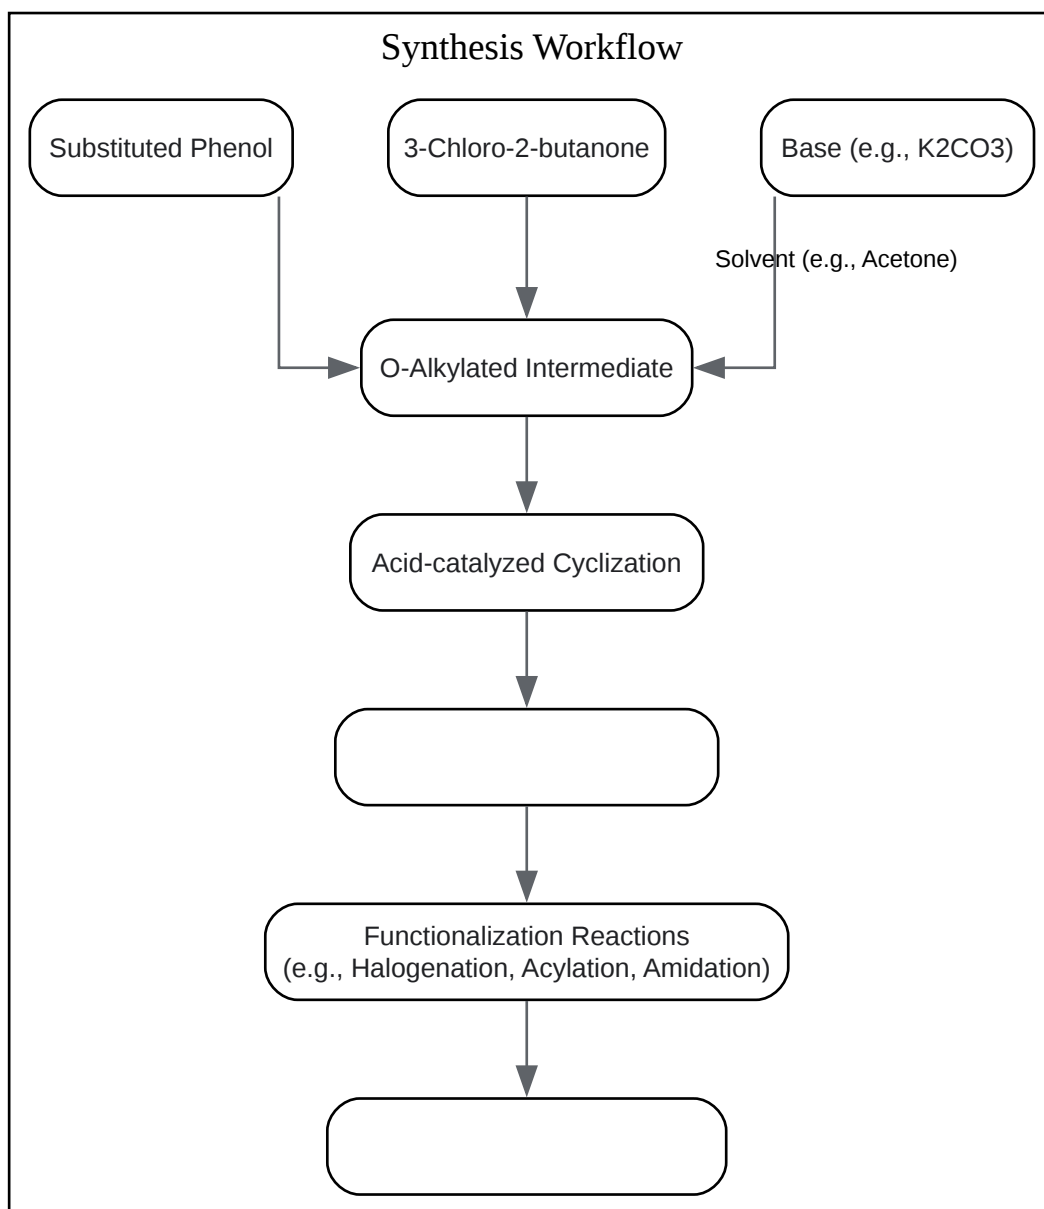 Synthesis Workflow
Substituted Phenol
3-Chloro-2-butanone
Base (e.g., K2CO3)
Solvent (e.g., Acetone)
O-Alkylated Intermediate
Acid-catalyzed Cyclization
Functionalization Reactions
(e.g., Halogenation, Acylation, Amidation)